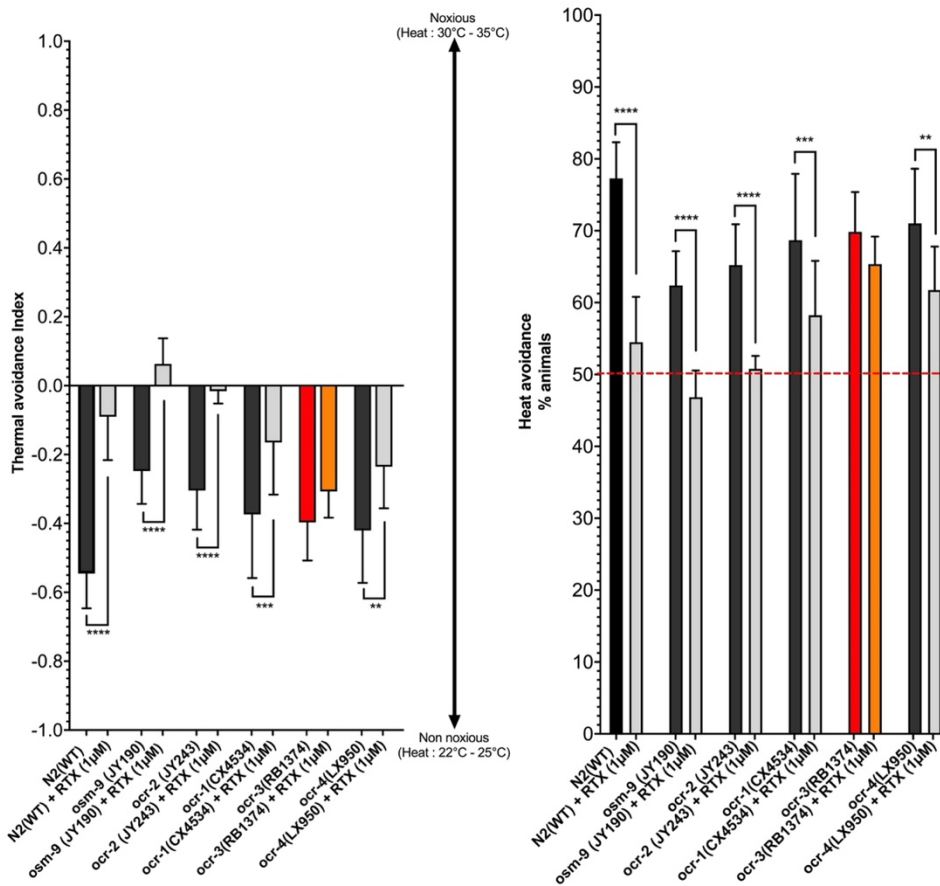 Noxious
(Heat : 30°C - 35°C)
1.0
0.8
0.6
0.4
0.2
0.0
-0.2
-0.4
-0.6
-0.8
-1.0
Thermal avoidance Index
****
****
****
***
**
N2(WT)
N2(WT) + RTX (1µM)
osm-9 (JY190)
osm-9 (JY190) + RTX (1µM)
ocr-2 (JY243)
ocr-2 (JY243) + RTX (1µM)
ocr-1(CX4534)
ocr-1(CX4534) + RTX (1µM)
ocr-3(RB1374)
ocr-3(RB1374) + RTX (1µM)
ocr-4(LX950)
ocr-4(LX950) + RTX (1µM)
Non noxious
(Heat : 22°C - 25°C)
100
90
80
70
60
50
40
30
20
10
0
Heat avoidance
% animals
****
****
****
***
**
N2(WT)
N2(WT) + RTX (1µM)
osm-9 (JY190)
osm-9 (JY190) + RTX (1µM)
ocr-2 (JY243)
ocr-2 (JY243) + RTX (1µM)
ocr-1(CX4534)
ocr-1(CX4534) + RTX (1µM)
ocr-3(RB1374)
ocr-3(RB1374) + RTX (1µM)
ocr-4(LX950)
ocr-4(LX950) + RTX (1µM)